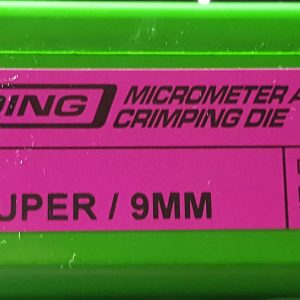 DING
MICROMETER A
CRIMPING DIE
UPER / 9MM